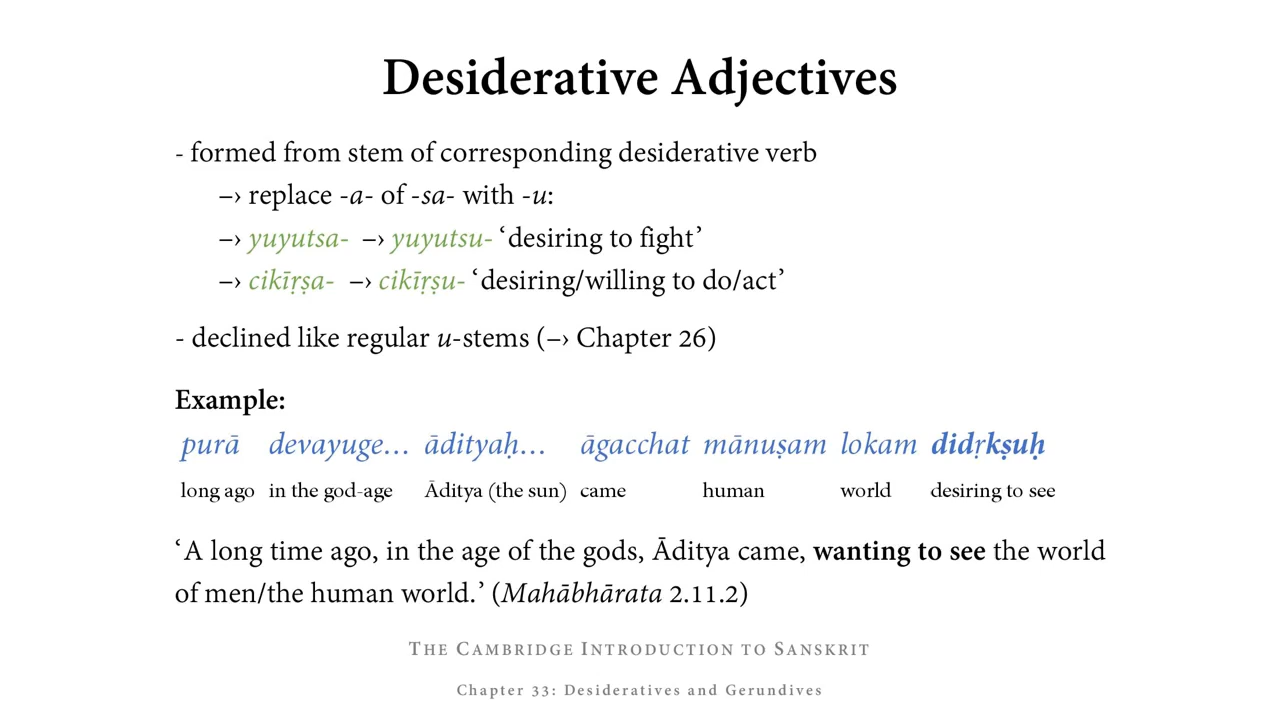 Desiderative Adjectives
- formed from stem of corresponding desiderative verb
–› replace -a- of -sa- with -u:
–› yuyutsa- –› yuyutsu- ‘desiring to fight’
–› cikīṛṣa- –› cikīṛṣu- ‘desiring/willing to do/act’
- declined like regular u-stems (–› Chapter 26)
Example:
purā devayuge… ādityaḥ… āgacchat mānuṣam lokam didṛkṣuḥ
long ago in the god-age Āditya (the sun) came human world desiring to see
‘A long time ago, in the age of the gods, Āditya came, wanting to see the world
of men/the human world.’ (Mahābhārata 2.11.2)
The Cambridge Introduction to Sanskrit
Chapter 33: Desideratives and Gerundives